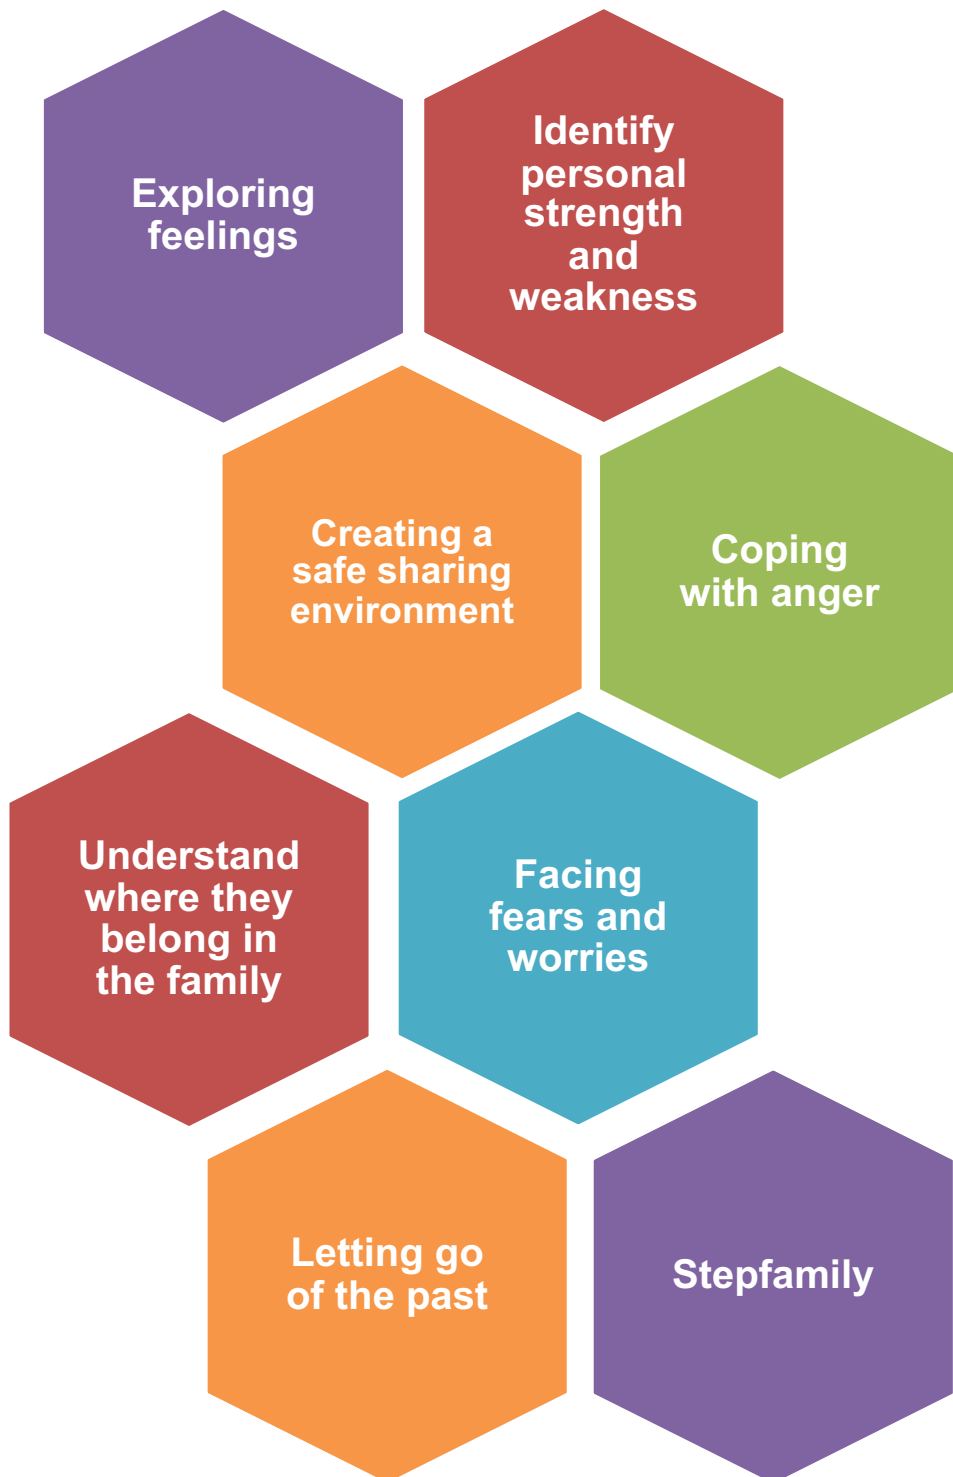 Exploring
feelings
Identify
personal
strength
and
weakness
Creating a
safe sharing
environment
Coping
with anger
Understand
where they
belong in
the family
Facing
fears and
worries
Letting go
of the past
Stepfamily